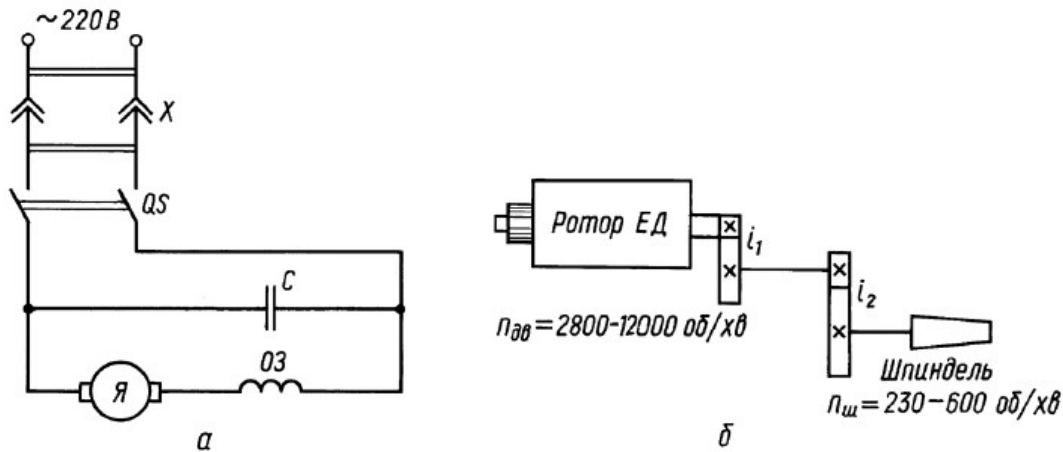 ~220 В
X
QS
C
ОЗ
Я
а
Ротор ЕД
i₁
i₂
nдв = 2800-12000 об/хв
Шпиндель
nш = 230-600 об/хв
б